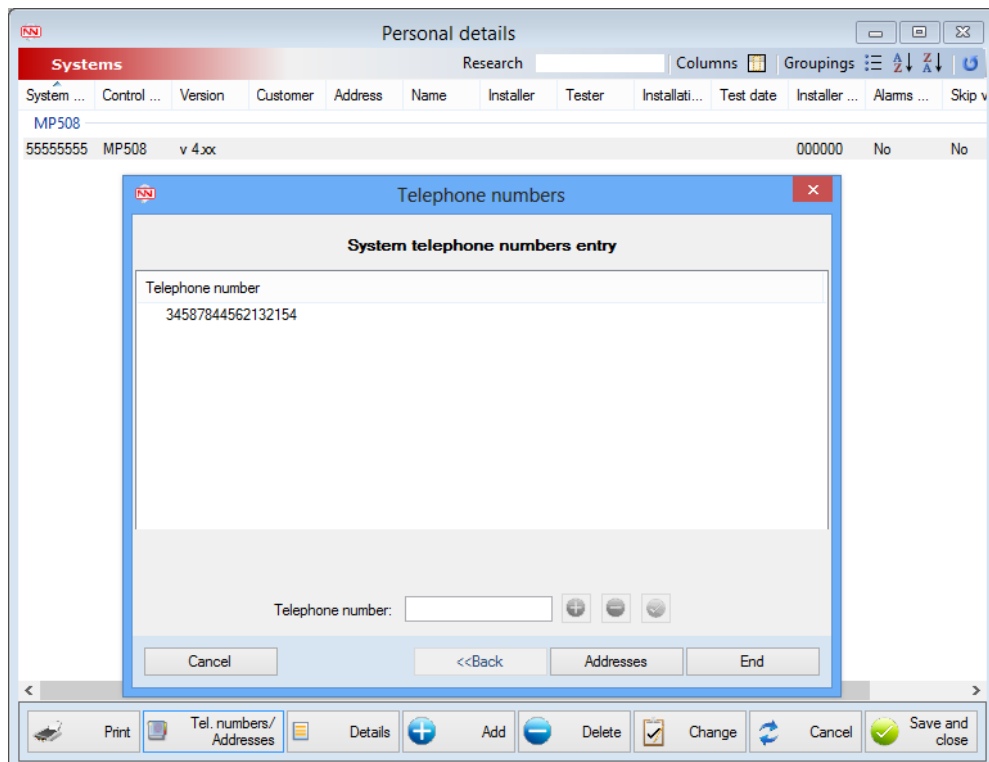 Personal details
Systems Research Columns Groupings
System ... Control ... Version Customer Address Name Installer Tester Installati... Test date Installer ... Alarms ... Skip v
MP508
55555555 MP508 v 4.xx 000000 No No
Telephone numbers
System telephone numbers entry
Telephone number
34587844562132154
Telephone number:
Cancel <<Back Addresses End
Print Tel. numbers/ Addresses Details Add Delete Change Cancel Save and close